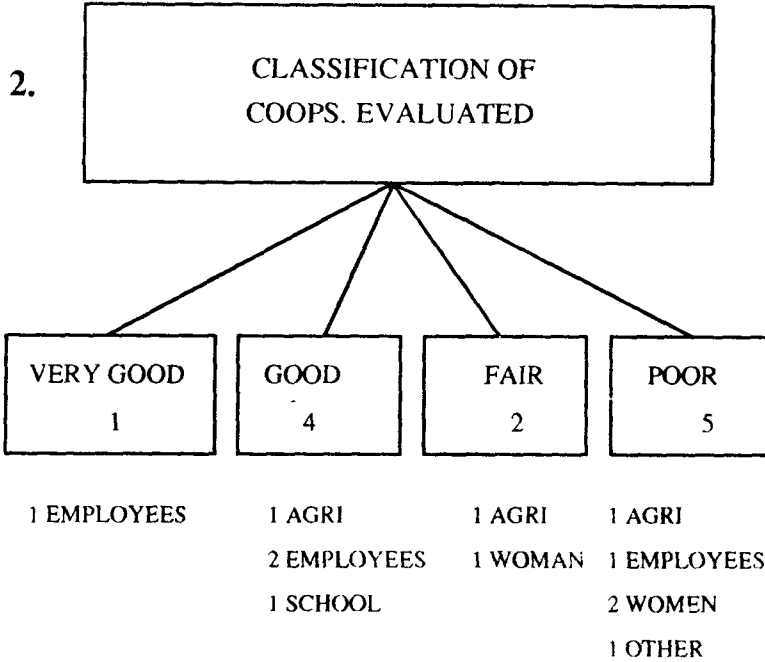 2.
CLASSIFICATION OF
COOPS. EVALUATED
VERY GOOD
1
GOOD
4
FAIR
2
POOR
5
1 EMPLOYEES
1 AGRI
2 EMPLOYEES
1 SCHOOL
1 AGRI
1 WOMAN
1 AGRI
1 EMPLOYEES
2 WOMEN
1 OTHER